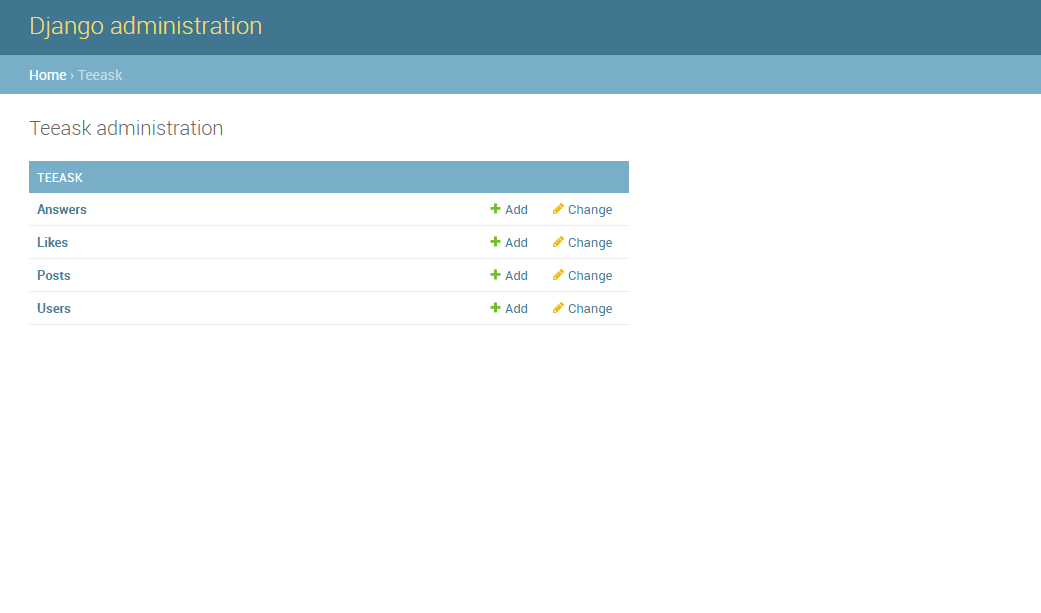 Django administration
Home › Teeask
Teeask administration
TEEASK
Answers Add Change
Likes Add Change
Posts Add Change
Users Add Change